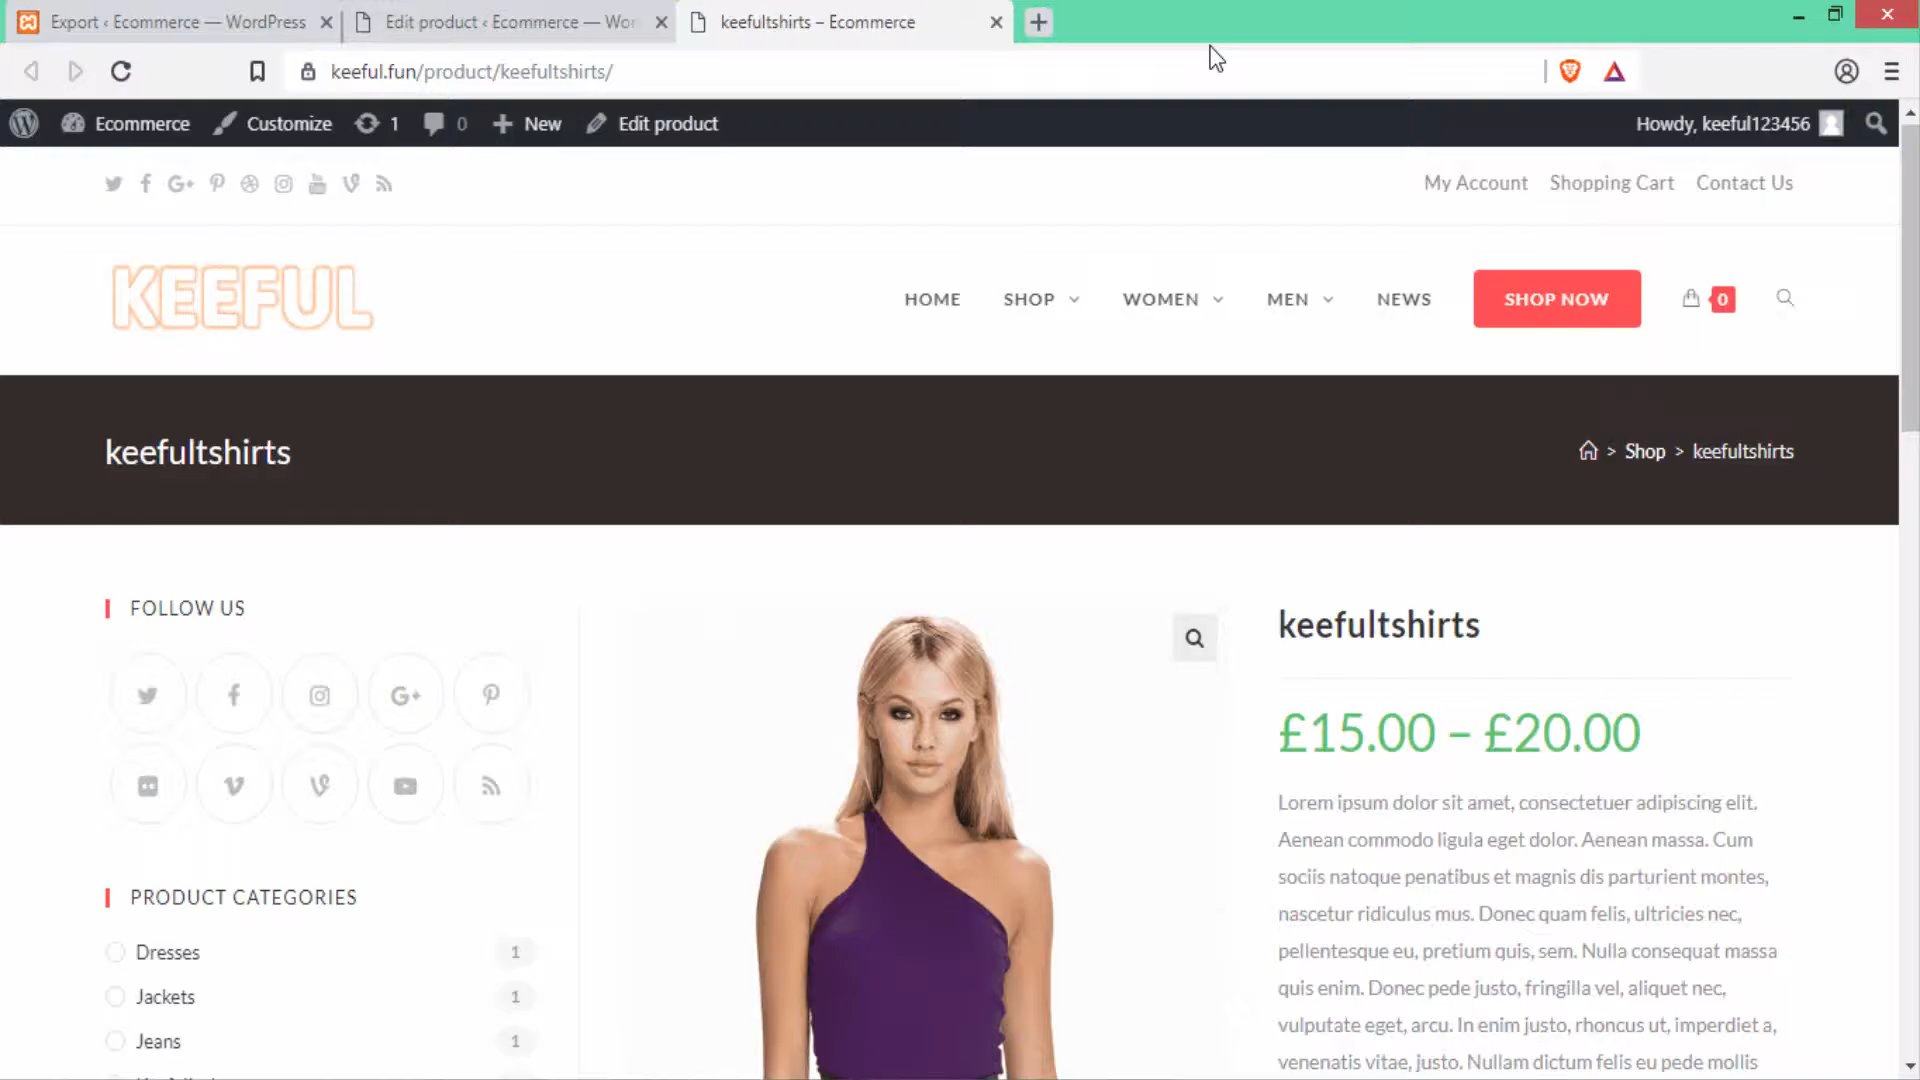 Export ‹ Ecommerce — WordPress
Edit product ‹ Ecommerce — Wor
keefultshirts – Ecommerce
keeful.fun/product/keefultshirts/
Ecommerce
Customize
1
0
New
Edit product
Howdy, keeful123456
My Account
Shopping Cart
Contact Us
KEEFUL
HOME
SHOP
WOMEN
MEN
NEWS
SHOP NOW
0
keefultshirts
> Shop > keefultshirts
FOLLOW US
PRODUCT CATEGORIES
Dresses 1
Jackets 1
Jeans 1
keefultshirts
£15.00 – £20.00
Lorem ipsum dolor sit amet, consectetuer adipiscing elit.
Aenean commodo ligula eget dolor. Aenean massa. Cum
sociis natoque penatibus et magnis dis parturient montes,
nascetur ridiculus mus. Donec quam felis, ultricies nec,
pellentesque eu, pretium quis, sem. Nulla consequat massa
quis enim. Donec pede justo, fringilla vel, aliquet nec,
vulputate eget, arcu. In enim justo, rhoncus ut, imperdiet a,
venenatis vitae, justo. Nullam dictum felis eu pede mollis